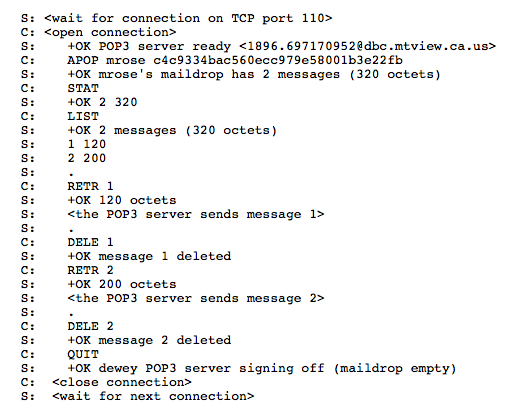 S: <wait for connection on TCP port 110>
C: <open connection>
S: +OK POP3 server ready <1896.697170952@dbc.mtview.ca.us>
C: APOP mrose c4c9334bac560ecc979e58001b3e22fb
S: +OK mrose's maildrop has 2 messages (320 octets)
C: STAT
S: +OK 2 320
C: LIST
S: +OK 2 messages (320 octets)
S: 1 120
S: 2 200
S: .
C: RETR 1
S: +OK 120 octets
S: <the POP3 server sends message 1>
S: .
C: DELE 1
S: +OK message 1 deleted
C: RETR 2
S: +OK 200 octets
S: <the POP3 server sends message 2>
S: .
C: DELE 2
S: +OK message 2 deleted
C: QUIT
S: +OK dewey POP3 server signing off (maildrop empty)
C: <close connection>
S: <wait for next connection>